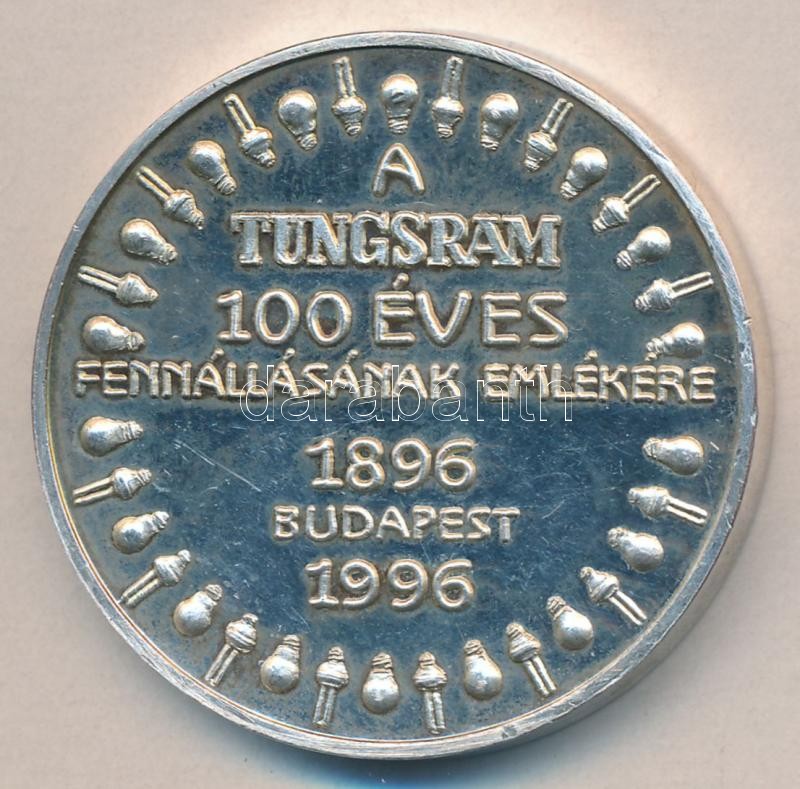 A
TUNGSRAM
100 ÉVES
FENNÁLLÁSÁNAK EMLÉKÉRE
darabanth
1896
BUDAPEST
1996